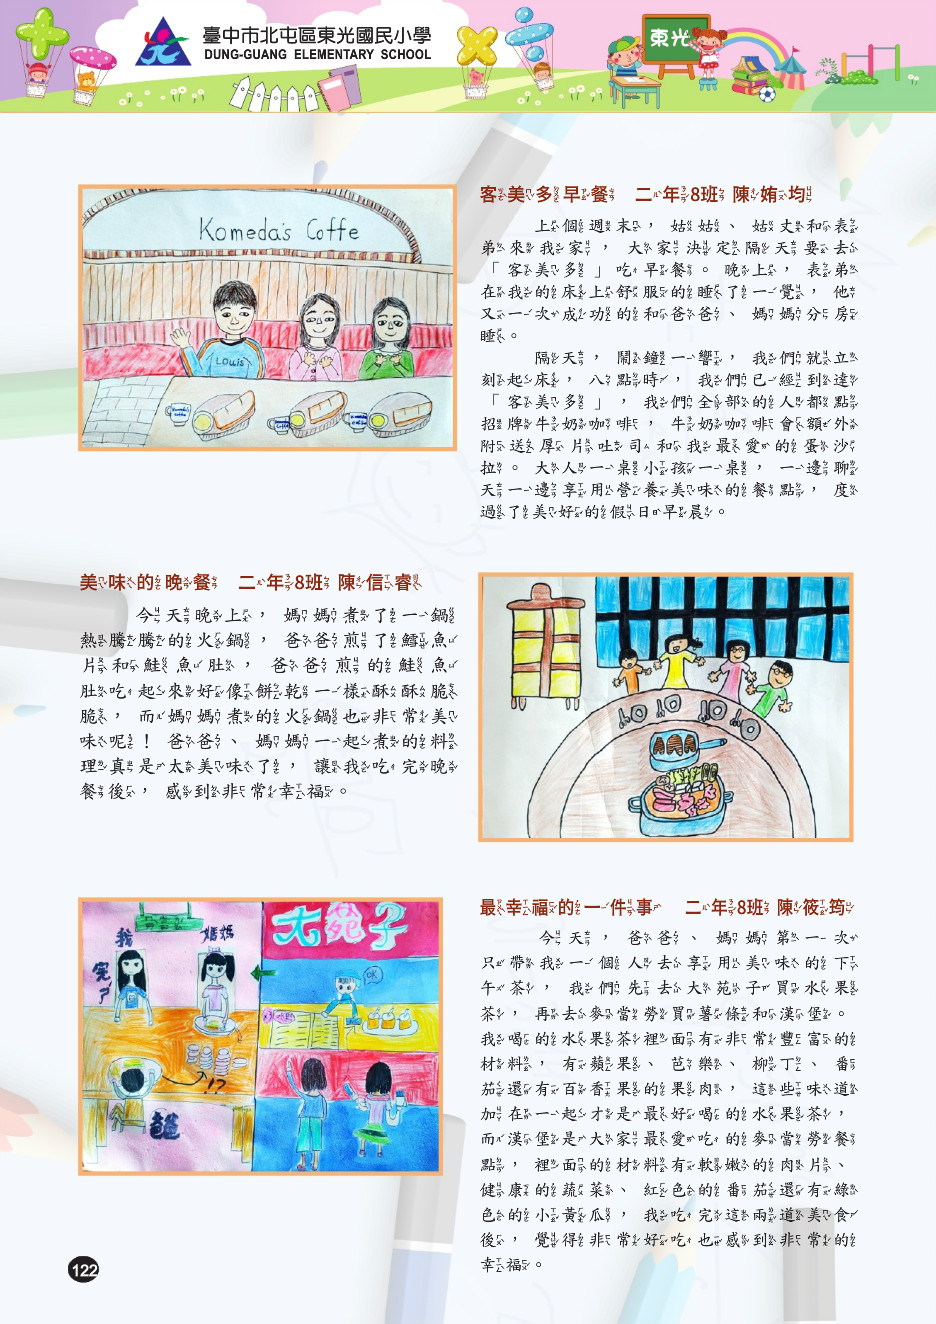 臺中市北屯區東光國民小學
DUNG-GUANG ELEMENTARY SCHOOL
東光
Komeda's Coffe
Louis
Komeda's
coffe
客美多早餐 二年8班 陳姷均
上個週末，姑姑、姑丈和表
弟來我家，大家決定隔天要去
「客美多」吃早餐。晚上，表弟
在我的床上舒服的睡了一覺，他
又一次成功的和爸爸、媽媽分房
睡。
隔天，鬧鐘一響，我們就立
刻起床，八點時，我們已經到達
「客美多」，我們全部的人都點
招牌牛奶咖啡，牛奶咖啡會額外
附送厚片吐司和我最愛的蛋沙
拉。大人一桌小孩一桌，一邊聊
天一邊享用營養美味的餐點，度
過了美好的假日早晨。
美味的晚餐 二年8班 陳信睿
今天晚上，媽媽煮了一鍋
熱騰騰的火鍋，爸爸煎了鱈魚
片和鮭魚肚，爸爸煎的鮭魚
肚吃起來好像餅乾一樣酥酥脆
脆，而媽媽煮的火鍋也非常美
味呢！爸爸、媽媽一起煮的料
理真是太美味了，讓我吃完晚
餐後，感到非常幸福。
我
媽媽
完了
!?
爸爸
大苑子
OK
最幸福的一件事 二年8班 陳筱筠
今天，爸爸、媽媽第一次
只帶我一個人去享用美味的下
午茶，我們先去大苑子買水果
茶，再去麥當勞買薯條和漢堡。
我喝的水果茶裡面有非常豐富的
材料，有蘋果、芭樂、柳丁、番
茄還有百香果的果肉，這些味道
加在一起才是最好喝的水果茶，
而漢堡是大家最愛吃的麥當勞餐
點，裡面的材料有軟嫩的肉片、
健康的蔬菜、紅色的番茄還有綠
色的小黃瓜，我吃完這兩道美食
後，覺得非常好吃也感到非常的
幸福。
122